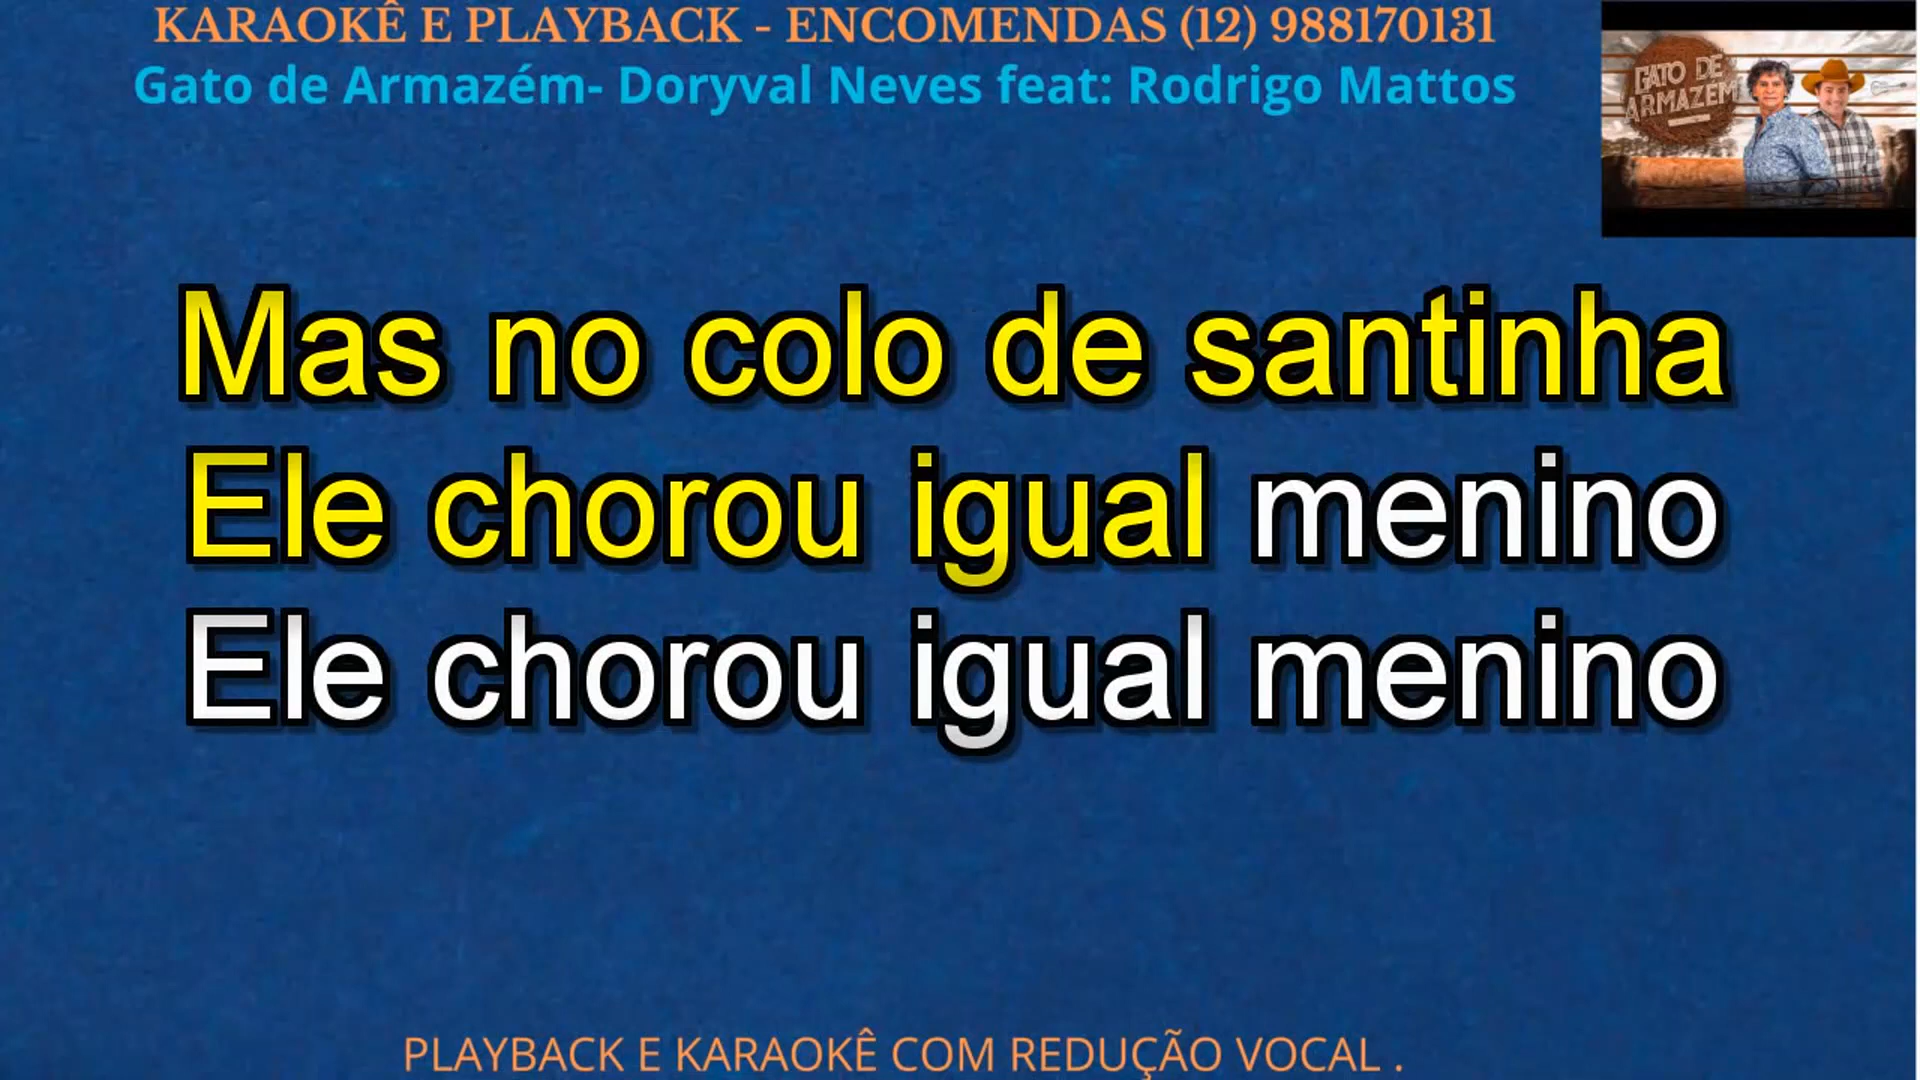 KARAOKÊ E PLAYBACK - ENCOMENDAS (12) 988170131
Gato de Armazém- Doryval Neves feat: Rodrigo Mattos
GATO DE
ARMAZÉM
Mas no colo de santinha
Ele chorou igual menino
Ele chorou igual menino
PLAYBACK E KARAOKÊ COM REDUÇÃO VOCAL .